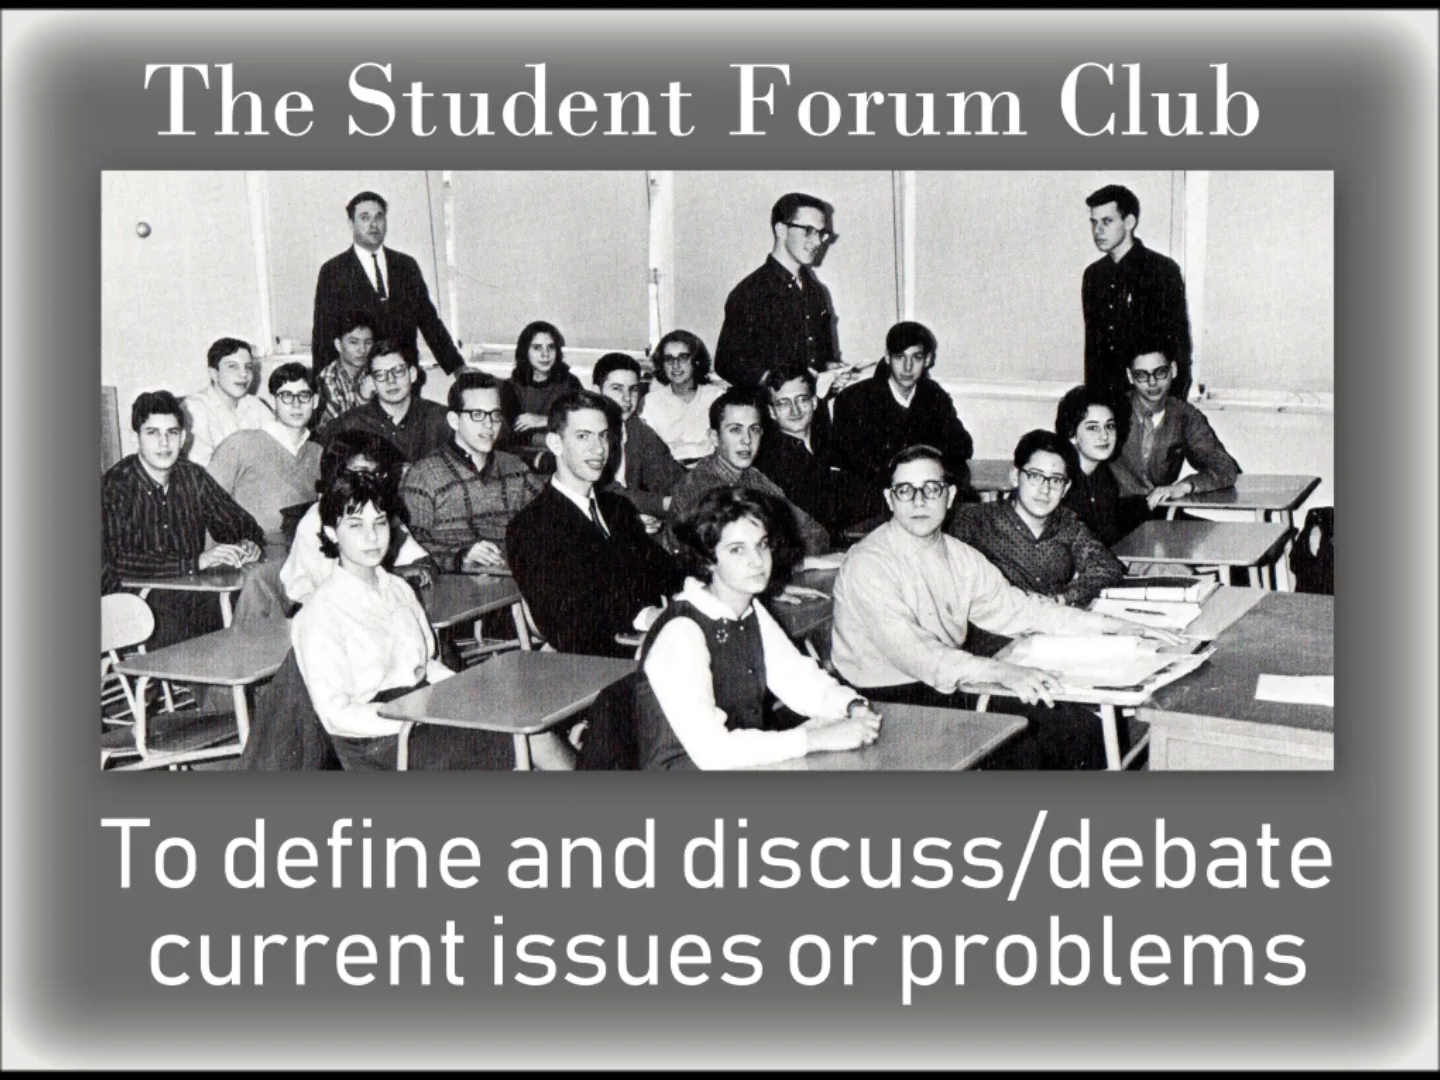 The Student Forum Club
To define and discuss/debate
current issues or problems